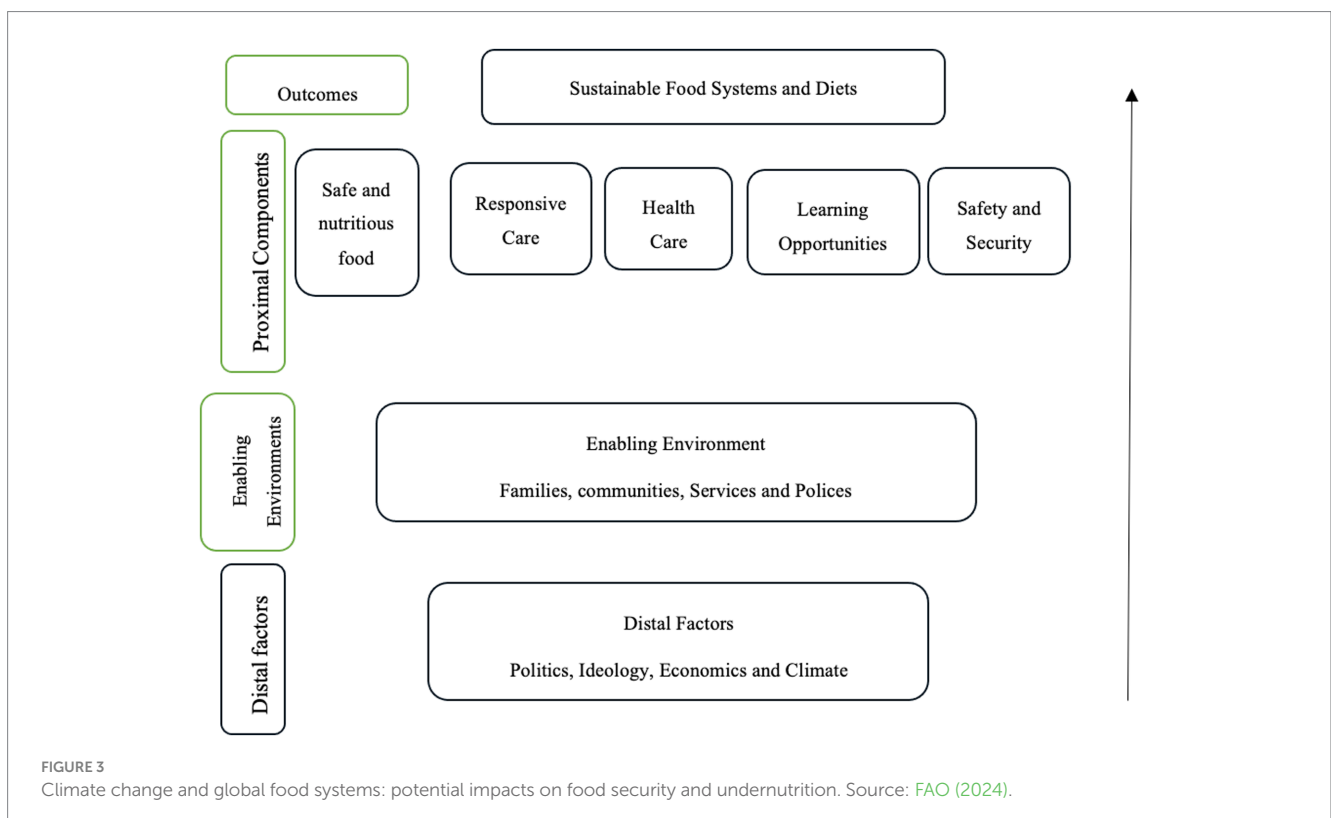 Outcomes
Sustainable Food Systems and Diets
Proximal Components
Safe and
nutritious
food
Responsive
Care
Health
Care
Learning
Opportunities
Safety and
Security
Enabling
Environments
Enabling Environment
Families, communities, Services and Polices
Distal factors
Distal Factors
Politics, Ideology, Economics and Climate
FIGURE 3
Climate change and global food systems: potential impacts on food security and undernutrition. Source: FAO (2024).